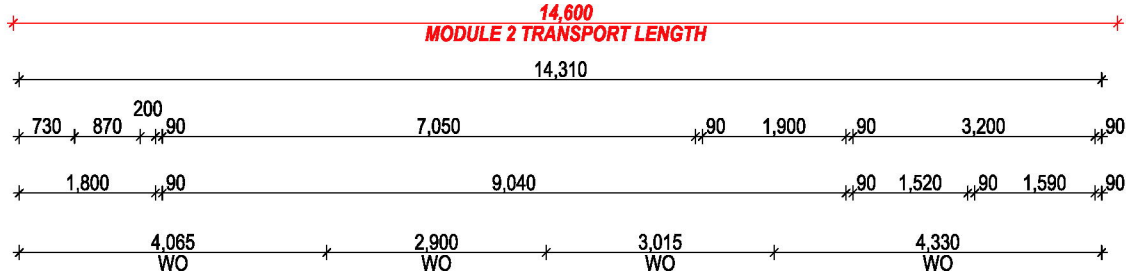 14,600
MODULE 2 TRANSPORT LENGTH
14,310
200
730 870 90 7,050 90 1,900 90 3,200 90
1,800 90 9,040 90 1,520 90 1,590 90
4,065 2,900 3,015 4,330
WO WO WO WO